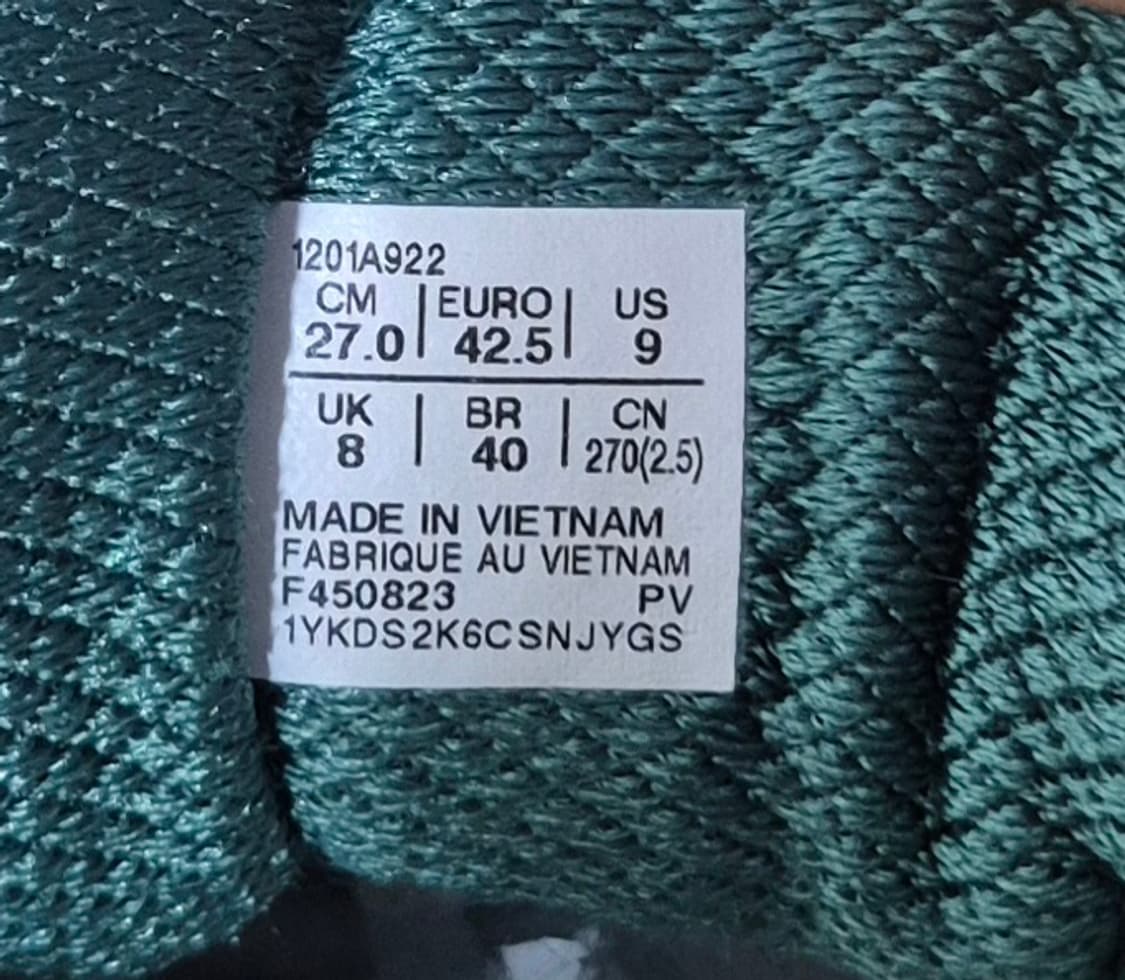 1201A922
CM | EURO | US
27.0 | 42.5 | 9
UK | BR | CN
8 | 40 | 270(2.5)
MADE IN VIETNAM
FABRIQUE AU VIETNAM
F450823 PV
1YKDS2K6CSNJYGS